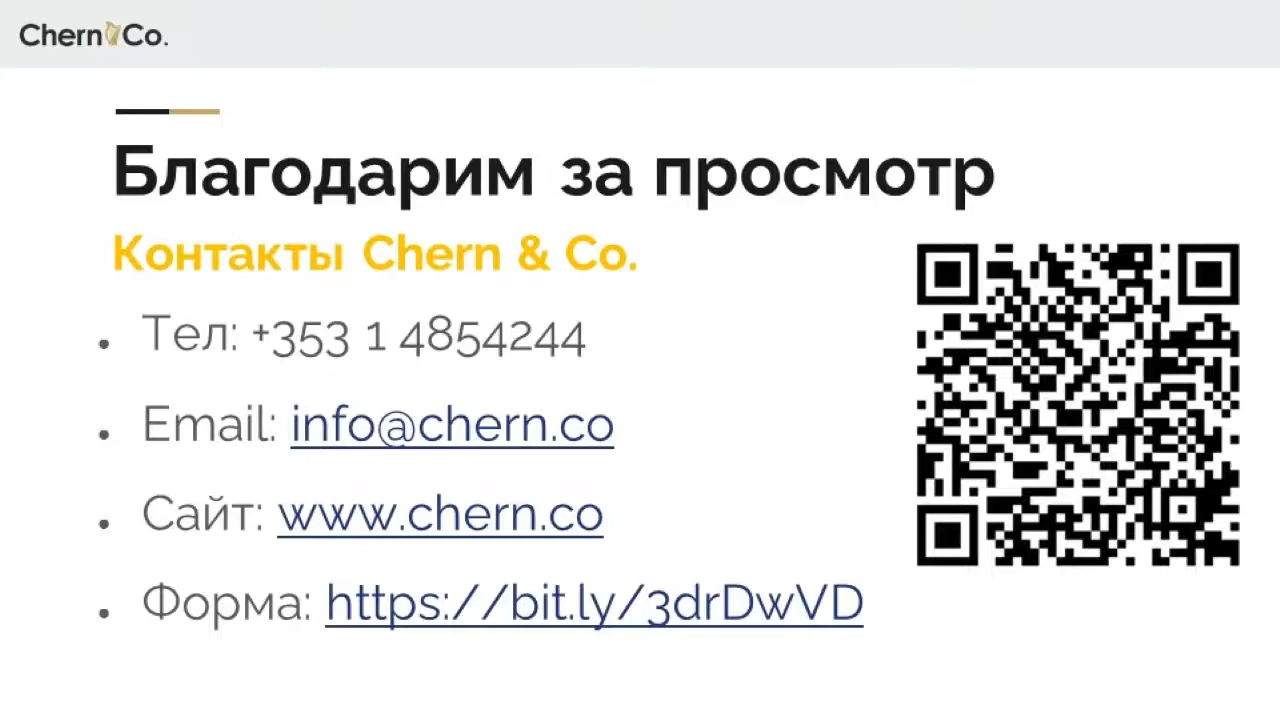 Chern Co.
Благодарим за просмотр
Контакты Chern & Co.
• Тел: +353 1 4854244
• Email: info@chern.co
• Сайт: www.chern.co
• Форма: https://bit.ly/3drDwVD